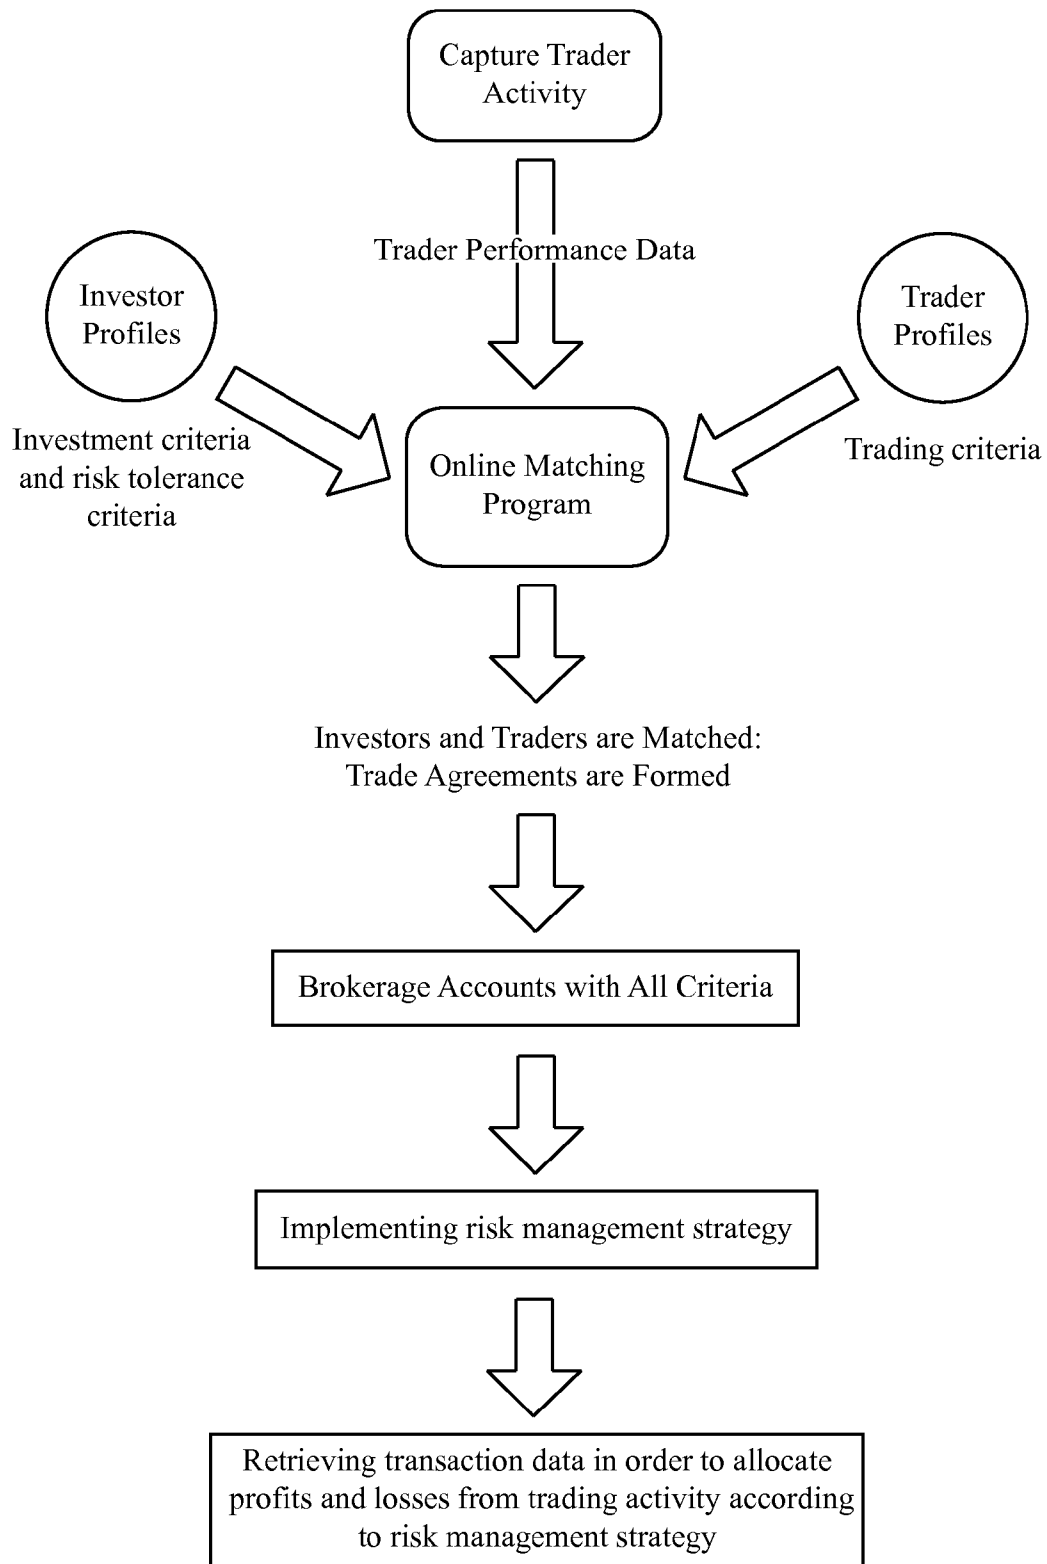 Capture Trader
Activity
Trader Performance Data
Investor
Profiles
Trader
Profiles
Investment criteria
and risk tolerance
criteria
Online Matching
Program
Trading criteria
Investors and Traders are Matched:
Trade Agreements are Formed
Brokerage Accounts with All Criteria
Implementing risk management strategy
Retrieving transaction data in order to allocate
profits and losses from trading activity according
to risk management strategy